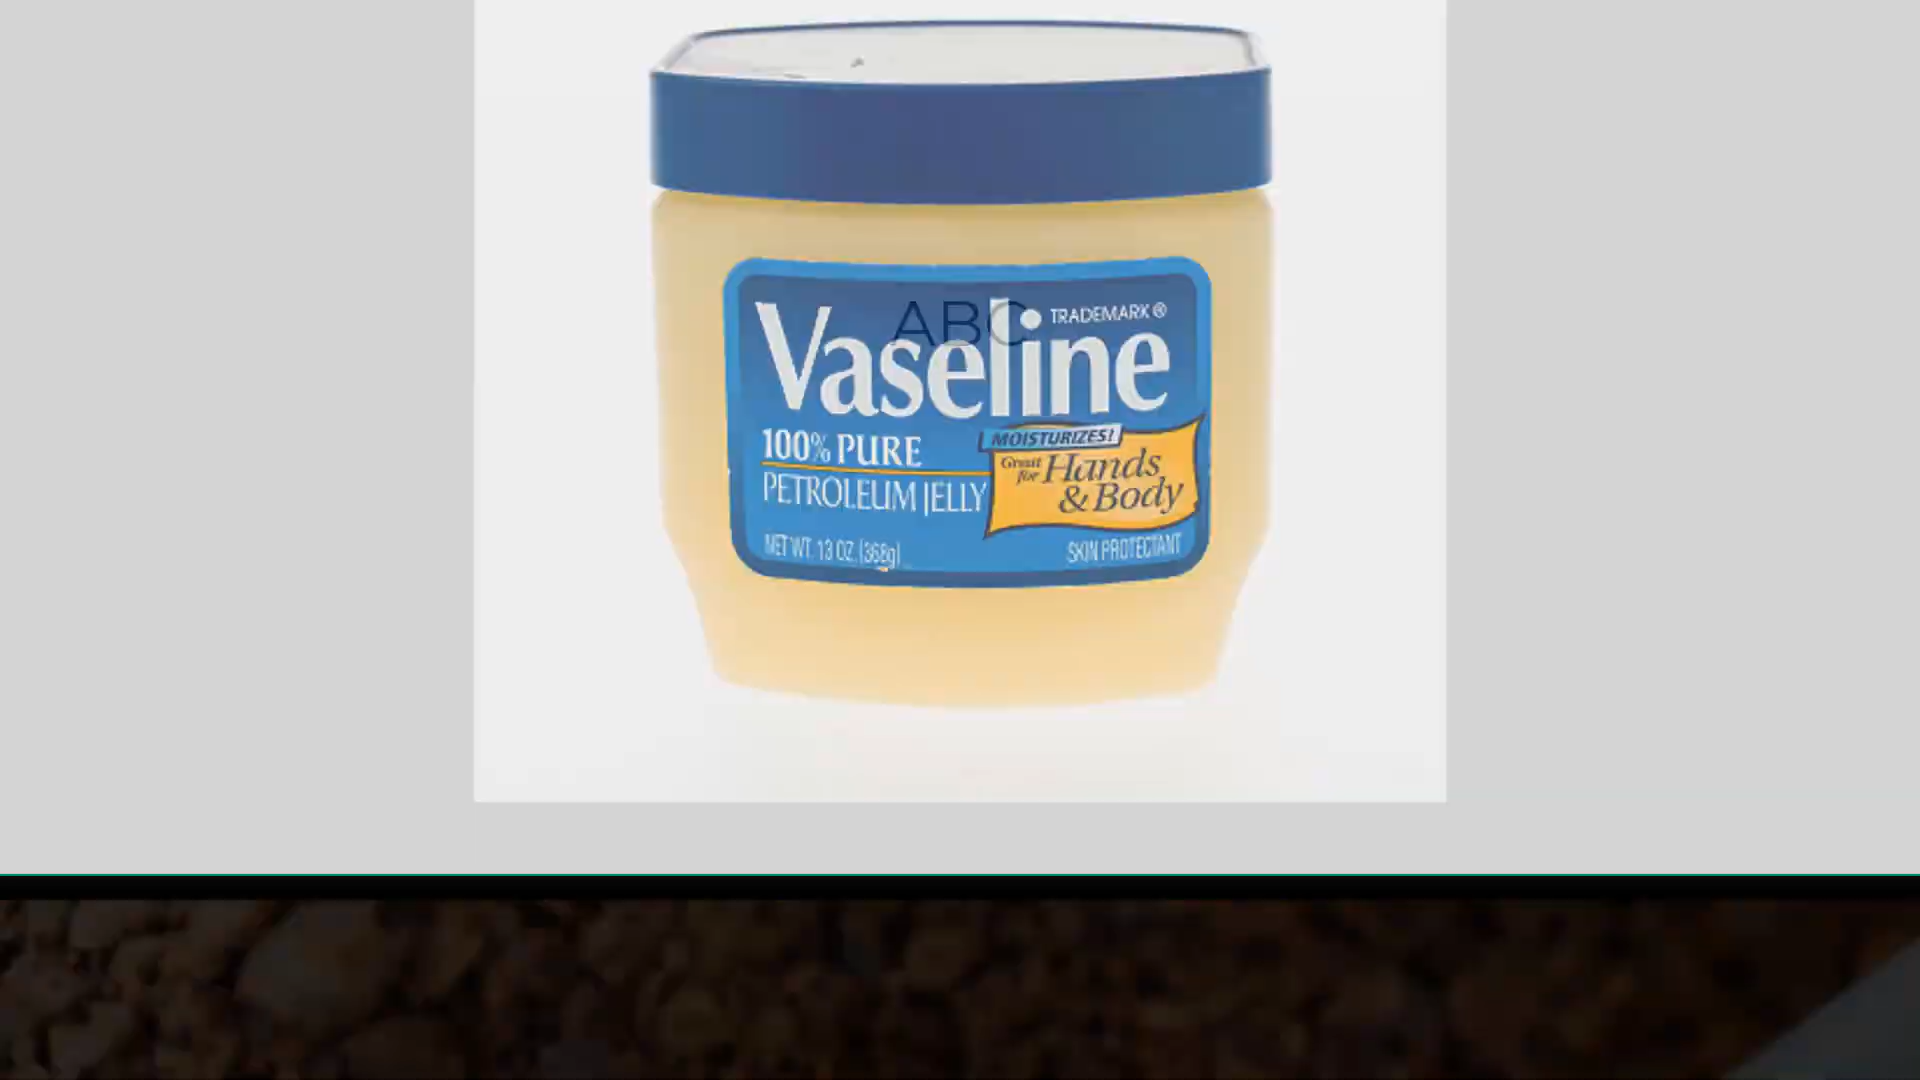 ABC
Vaseline
TRADEMARK ®
100% PURE
PETROLEUM JELLY
MOISTURIZES!
Great for Hands
& Body
NET WT. 13 OZ. (368g)
SKIN PROTECTANT